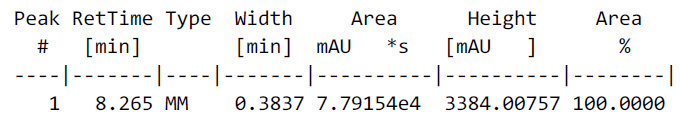 Peak RetTime Type  Width     Area      Height     Area
  #   [min]        [min]  mAU   *s   [mAU   ]      %
----|-------|----|-------|----------|----------|--------|
   1   8.265 MM    0.3837 7.79154e4  3384.00757 100.0000